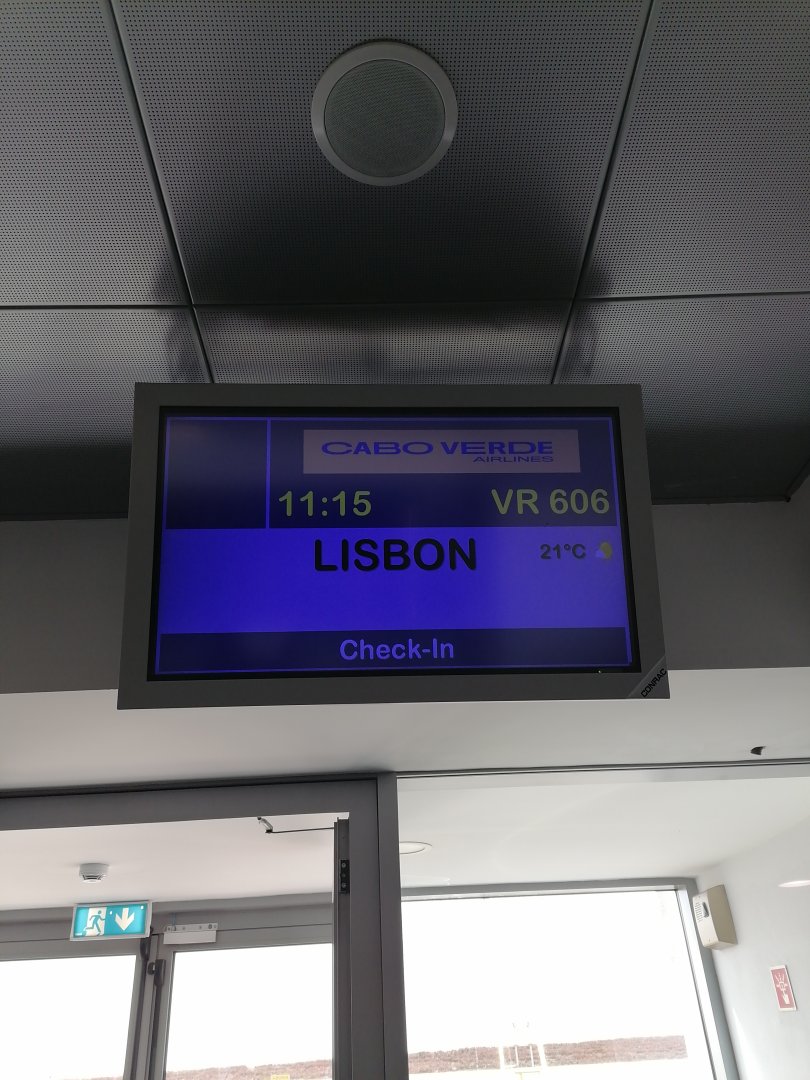 CABO VERDE
AIRLINES
11:15 VR 606
LISBON 21°C
Check-In
CONRAC